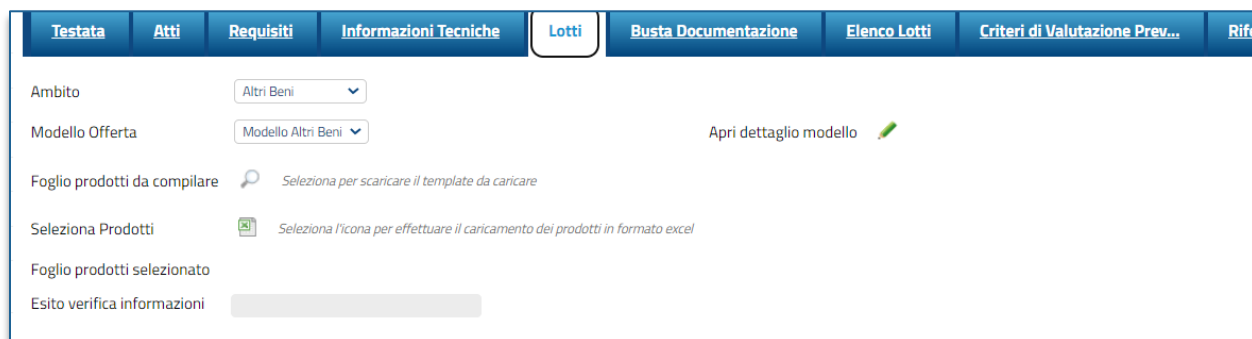 Testata Atti Requisiti Informazioni Tecniche Lotti Busta Documentazione Elenco Lotti Criteri di Valutazione Prev...
Ambito Altri Beni
Modello Offerta Modello Altri Beni Apri dettaglio modello
Foglio prodotti da compilare Seleziona per scaricare il template da caricare
Seleziona Prodotti Seleziona l'icona per effettuare il caricamento dei prodotti in formato excel
Foglio prodotti selezionato
Esito verifica informazioni